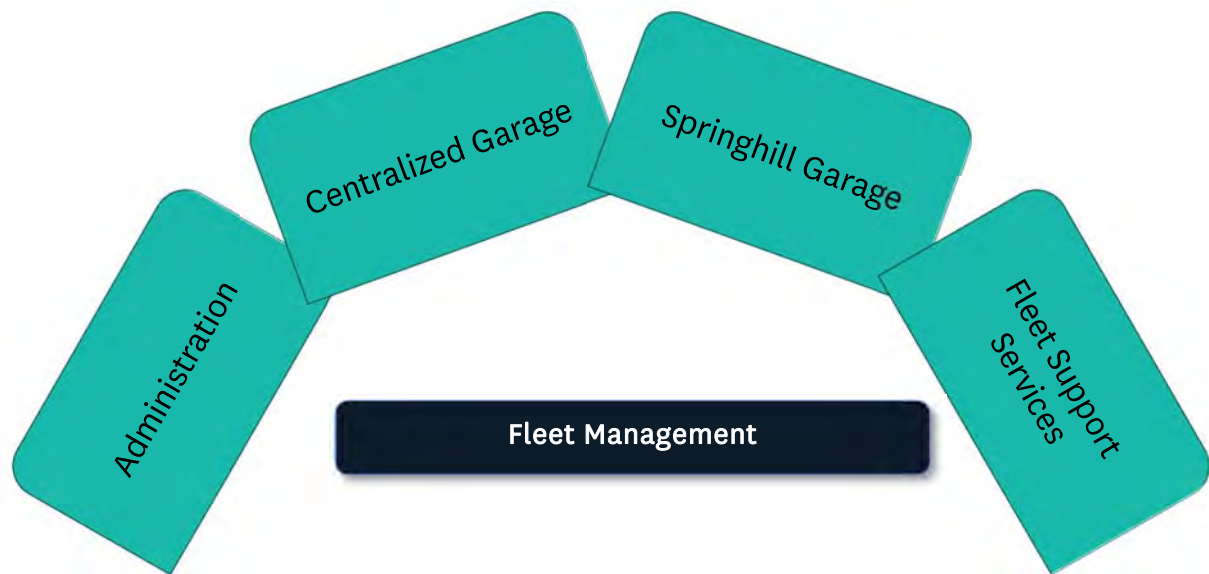 Administration
Centralized Garage
Springhill Garage
Fleet Support
Services
Fleet Management